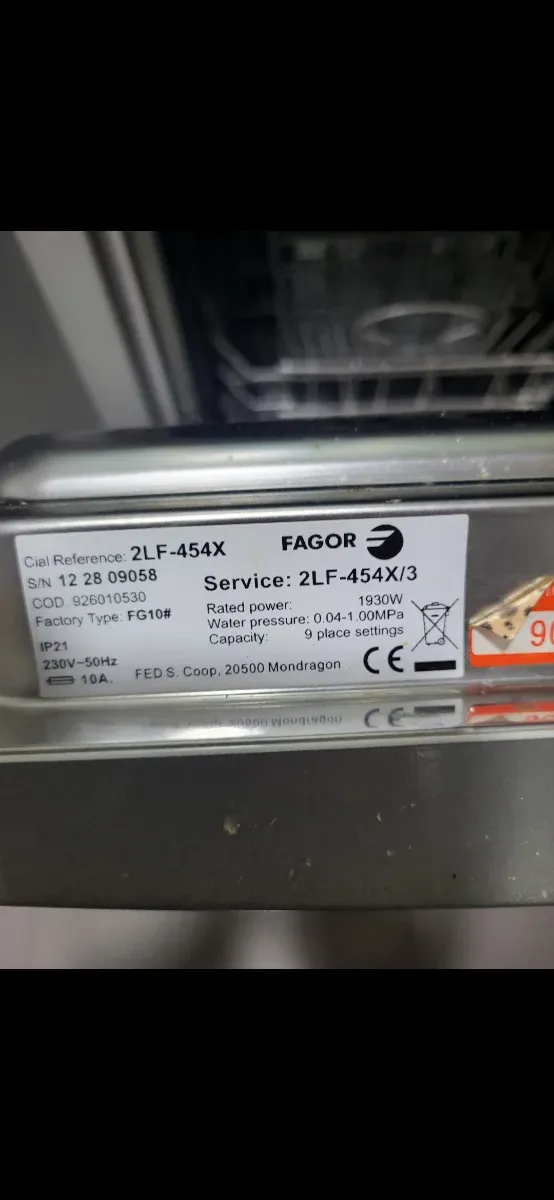 Cial Reference: 2LF-454X
FAGOR
S/N 12 28 09058
Service: 2LF-454X/3
COD. 926010530
Factory Type: FG10#
Rated power: 1930W
Water pressure: 0.04-1.00MPa
Capacity: 9 place settings
IP21
230V~50Hz
10A.
FED S. Coop, 20500 Mondragon
CE